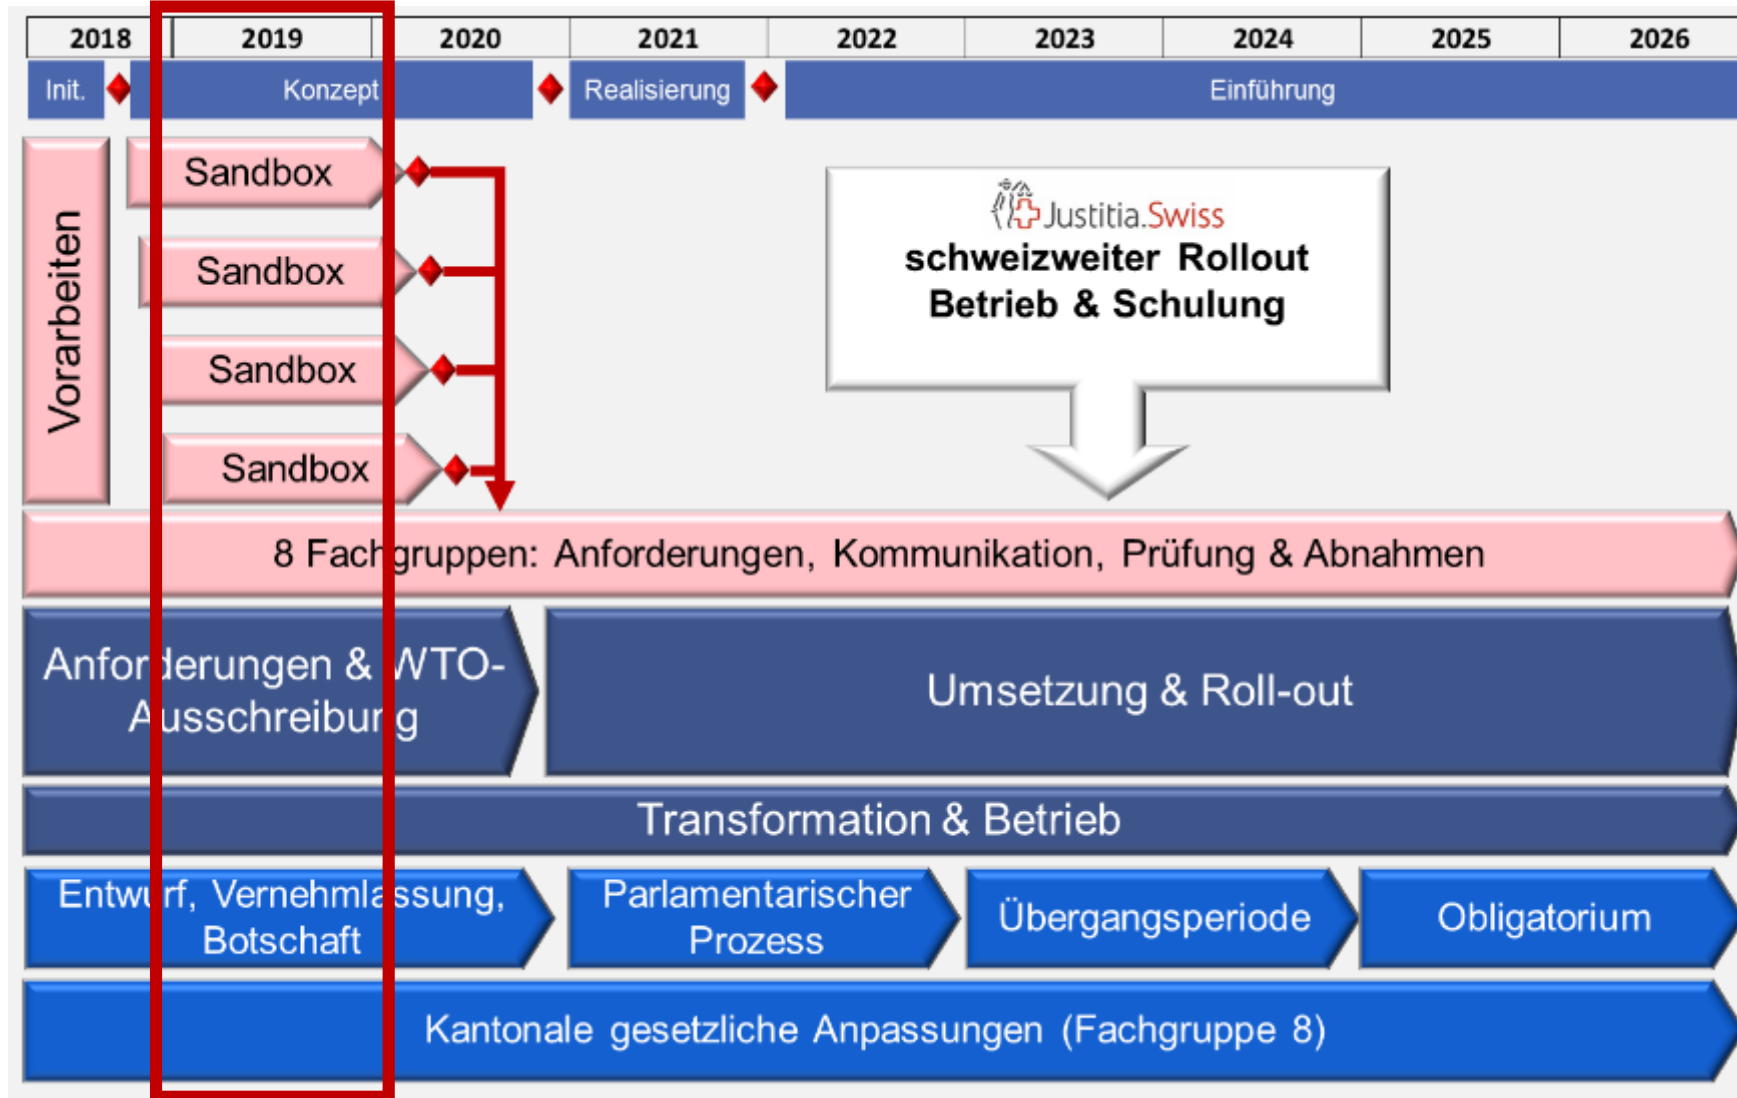 2018 2019 2020 2021 2022 2023 2024 2025 2026
Init. Konzept Realisierung Einführung
Vorarbeiten
Sandbox
Sandbox
Sandbox
Sandbox
Justitia.Swiss
schweizweiter Rollout
Betrieb & Schulung
8 Fachgruppen: Anforderungen, Kommunikation, Prüfung & Abnahmen
Anforderungen & WTO-
Ausschreibung
Umsetzung & Roll-out
Transformation & Betrieb
Entwurf, Vernehmlassung,
Botschaft
Parlamentarischer
Prozess
Übergangsperiode
Obligatorium
Kantonale gesetzliche Anpassungen (Fachgruppe 8)